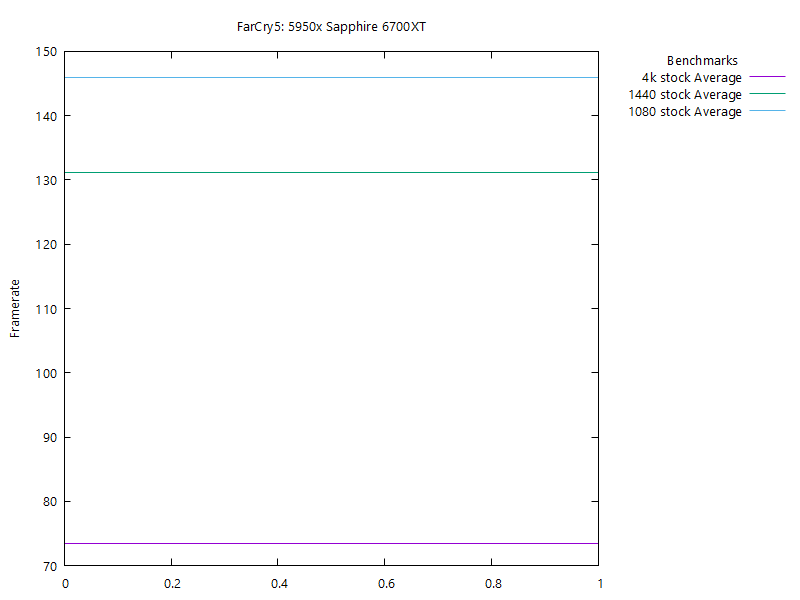 FarCry5: 5950x Sapphire 6700XT
150
140
130
120
110
100
90
80
70
Framerate
0
0.2
0.4
0.6
0.8
1
Benchmarks
4k stock Average
1440 stock Average
1080 stock Average